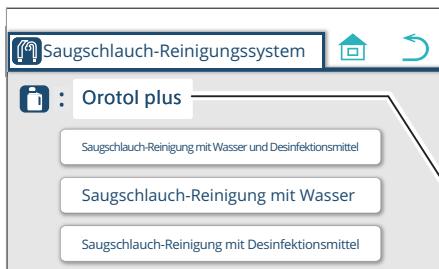 Saugschlauch-Reinigungssystem
: Orotol plus
Saugschlauch-Reinigung mit Wasser und Desinfektionsmittel
Saugschlauch-Reinigung mit Wasser
Saugschlauch-Reinigung mit Desinfektionsmittel